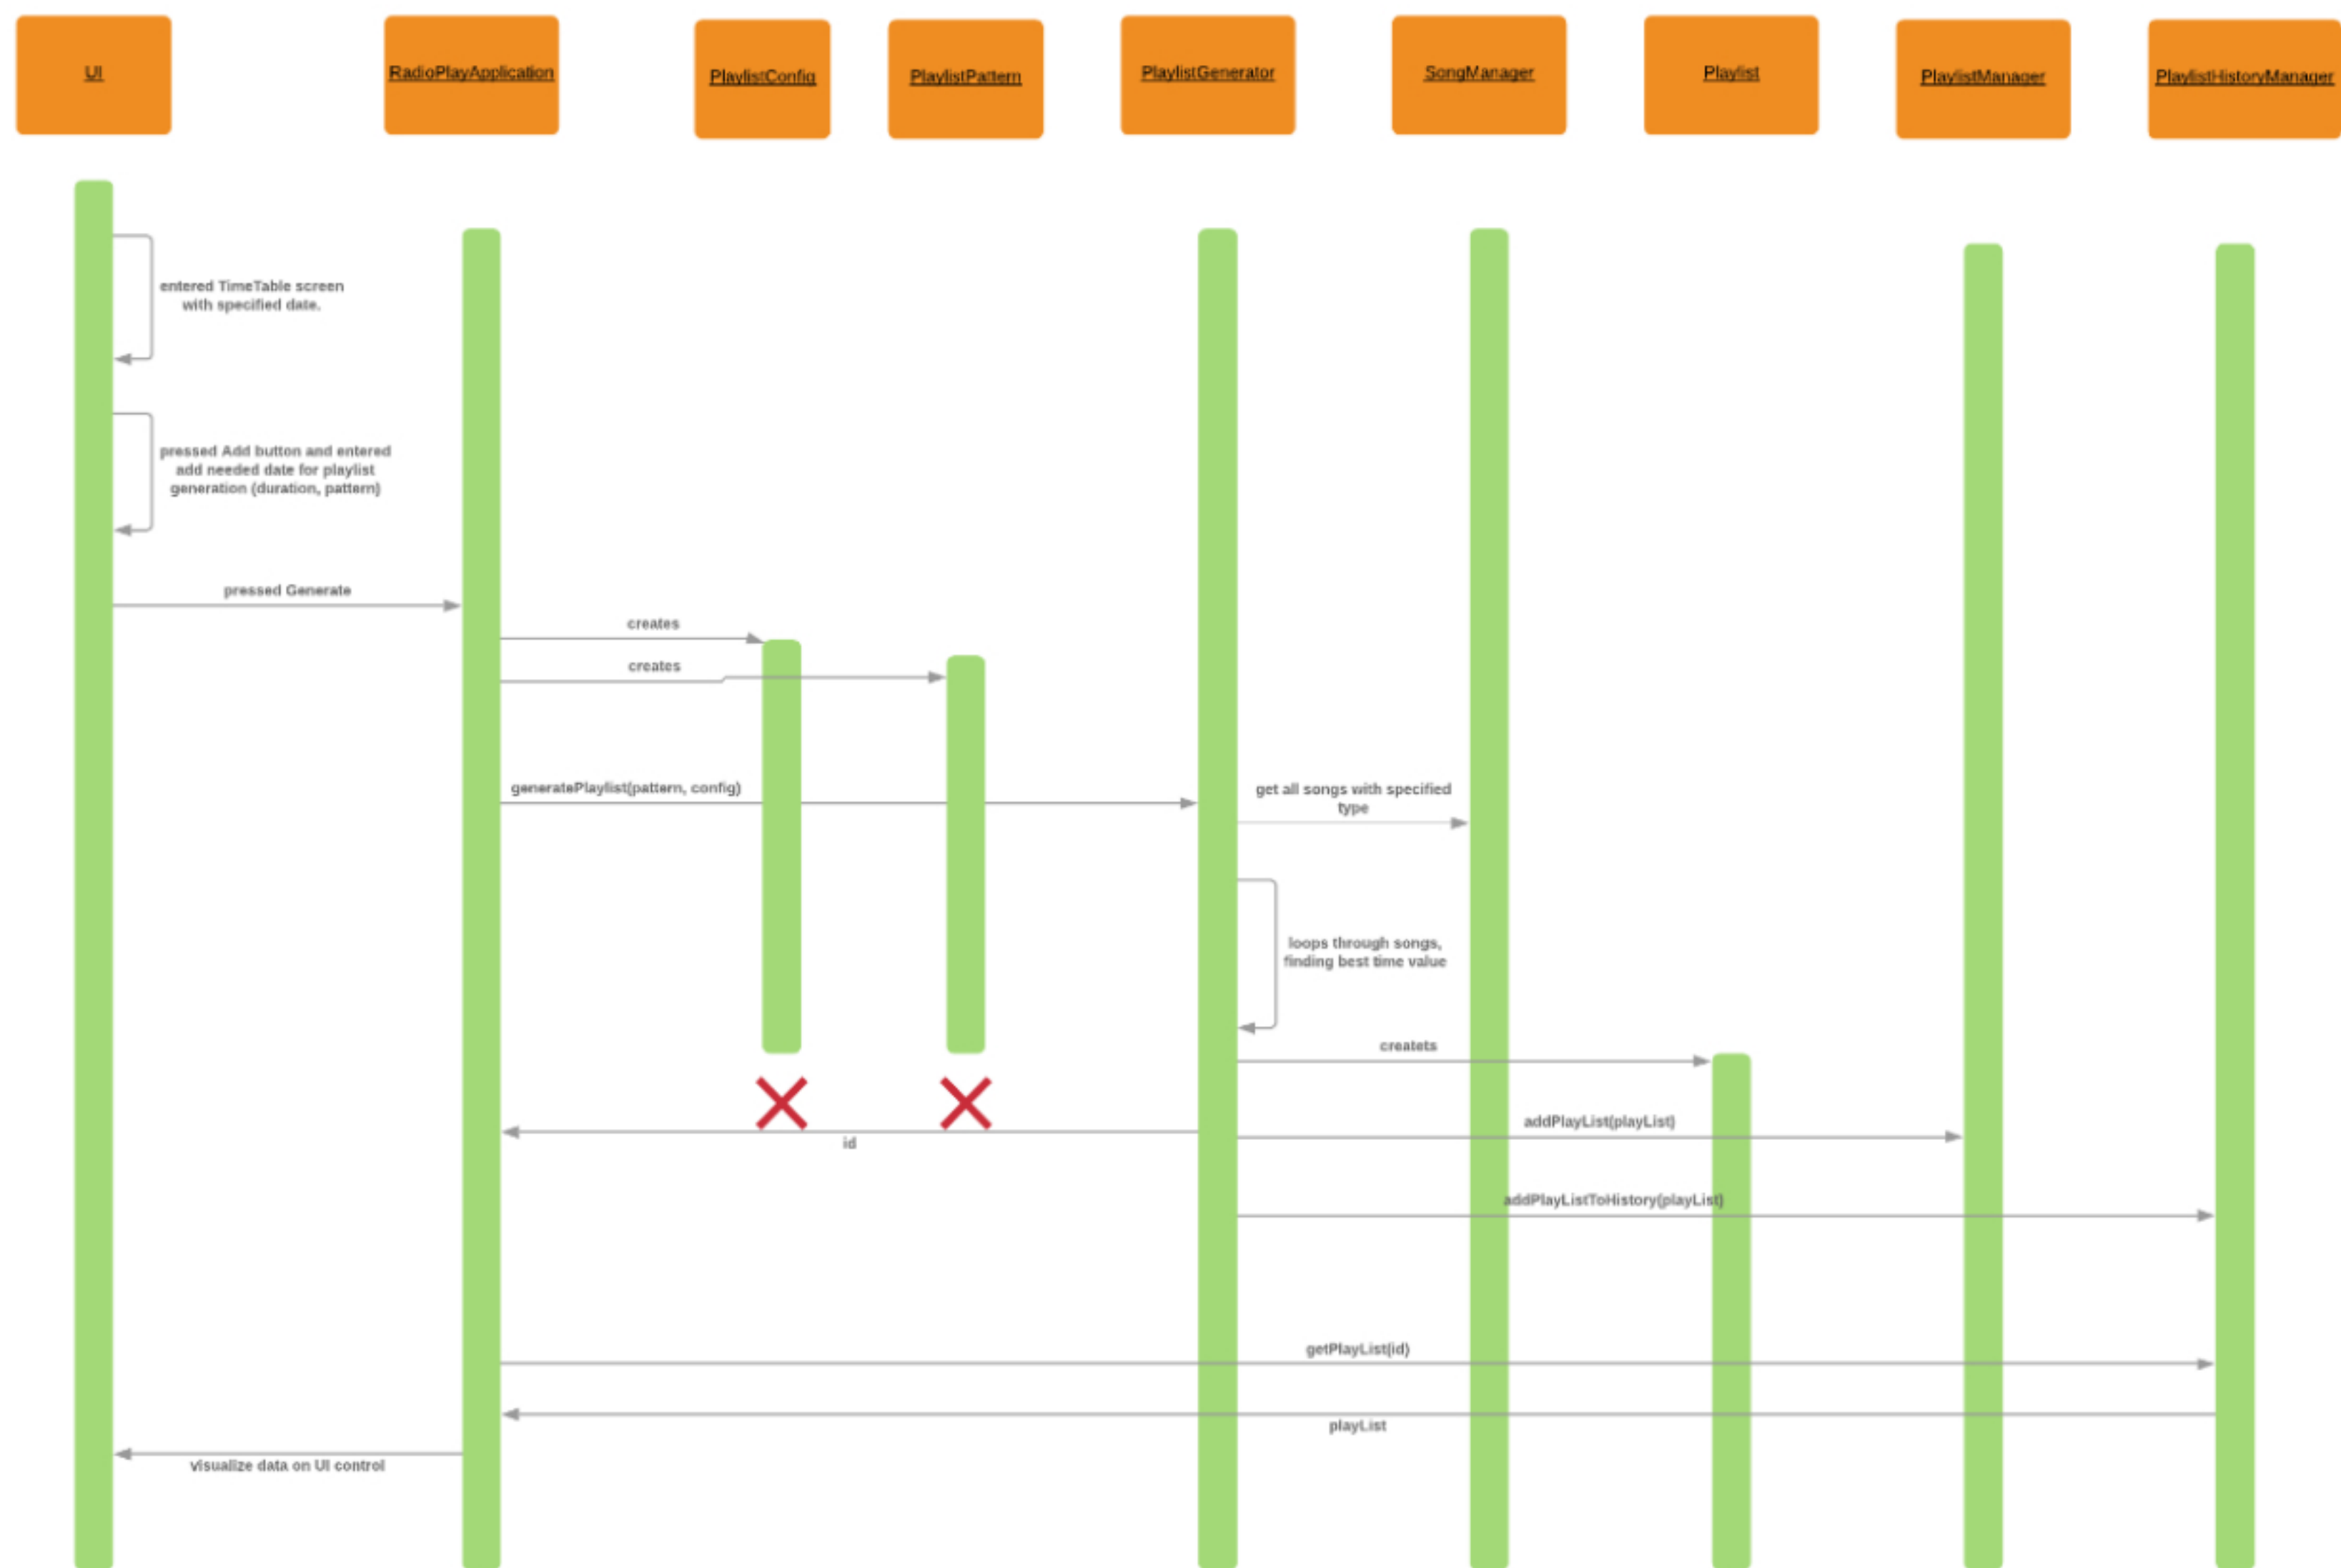 UI
RadioPlayApplication
PlaylistConfig
PlaylistPattern
PlaylistGenerator
SongManager
Playlist
PlaylistManager
PlaylistHistoryManager
entered TimeTable screen
with specified date.
pressed Add button and entered
add needed date for playlist
generation (duration, pattern)
pressed Generate
creates
creates
generatePlaylist(pattern, config)
get all songs with specified
type
loops through songs,
finding best time value
createts
addPlayList(playList)
id
addPlayListToHistory(playList)
getPlayList(id)
playList
visualize data on UI control